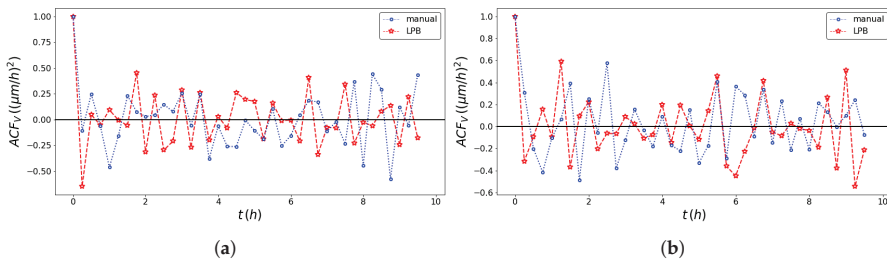 ACF_V ((μm/h)^2)
1.00
0.75
0.50
0.25
0.00
−0.25
−0.50
manual
LPB
0 2 4 6 8 10
t (h)
(a)
ACF_V ((μm/h)^2)
1.0
0.8
0.6
0.4
0.2
0.0
−0.2
−0.4
−0.6
manual
LPB
0 2 4 6 8 10
t (h)
(b)